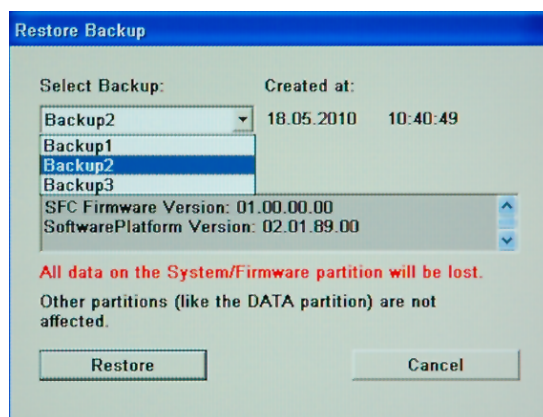 Restore Backup
Select Backup: Created at:
Backup2 18.05.2010 10:40:49
Backup1
Backup2
Backup3
SFC Firmware Version: 01.00.00.00
SoftwarePlatform Version: 02.01.89.00
All data on the System/Firmware partition will be lost.
Other partitions (like the DATA partition) are not
affected.
Restore Cancel